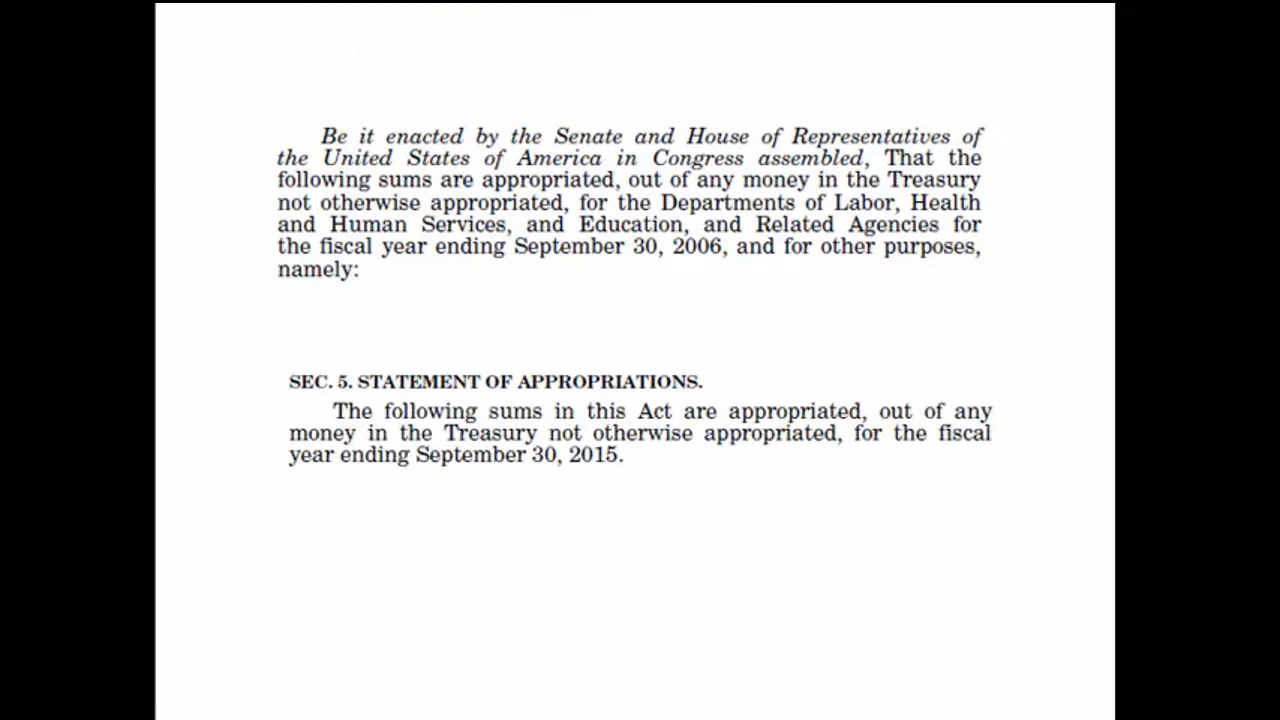 Be it enacted by the Senate and House of Representatives of
the United States of America in Congress assembled, That the
following sums are appropriated, out of any money in the Treasury
not otherwise appropriated, for the Departments of Labor, Health
and Human Services, and Education, and Related Agencies for
the fiscal year ending September 30, 2006, and for other purposes,
namely:
SEC. 5. STATEMENT OF APPROPRIATIONS.
The following sums in this Act are appropriated, out of any
money in the Treasury not otherwise appropriated, for the fiscal
year ending September 30, 2015.